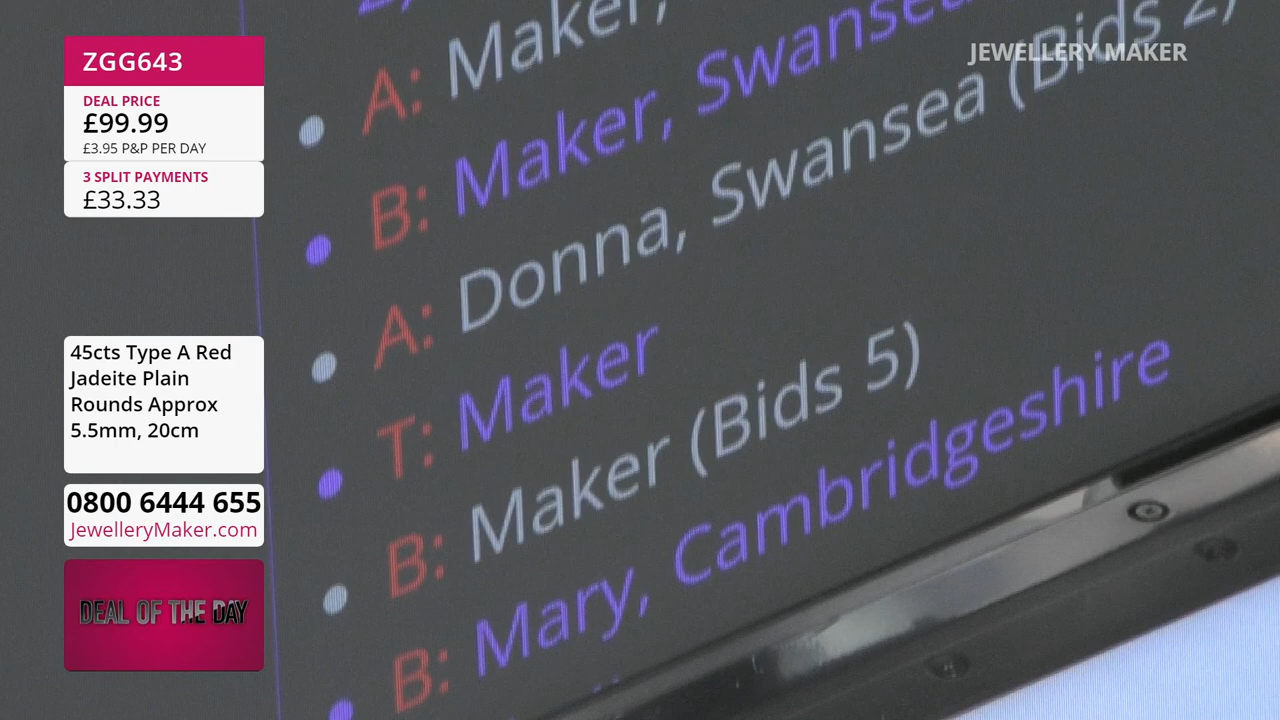 ZGG643
DEAL PRICE
£99.99
£3.95 P&P PER DAY
3 SPLIT PAYMENTS
£33.33
45cts Type A Red
Jadeite Plain
Rounds Approx
5.5mm, 20cm
0800 6444 655
JewelleryMaker.com
DEAL OF THE DAY
JEWELLERY MAKER
A: Maker,
B: Maker, Swansea
A: Donna, Swansea (Bids 2)
T: Maker
B: Maker (Bids 5)
B: Mary, Cambridgeshire